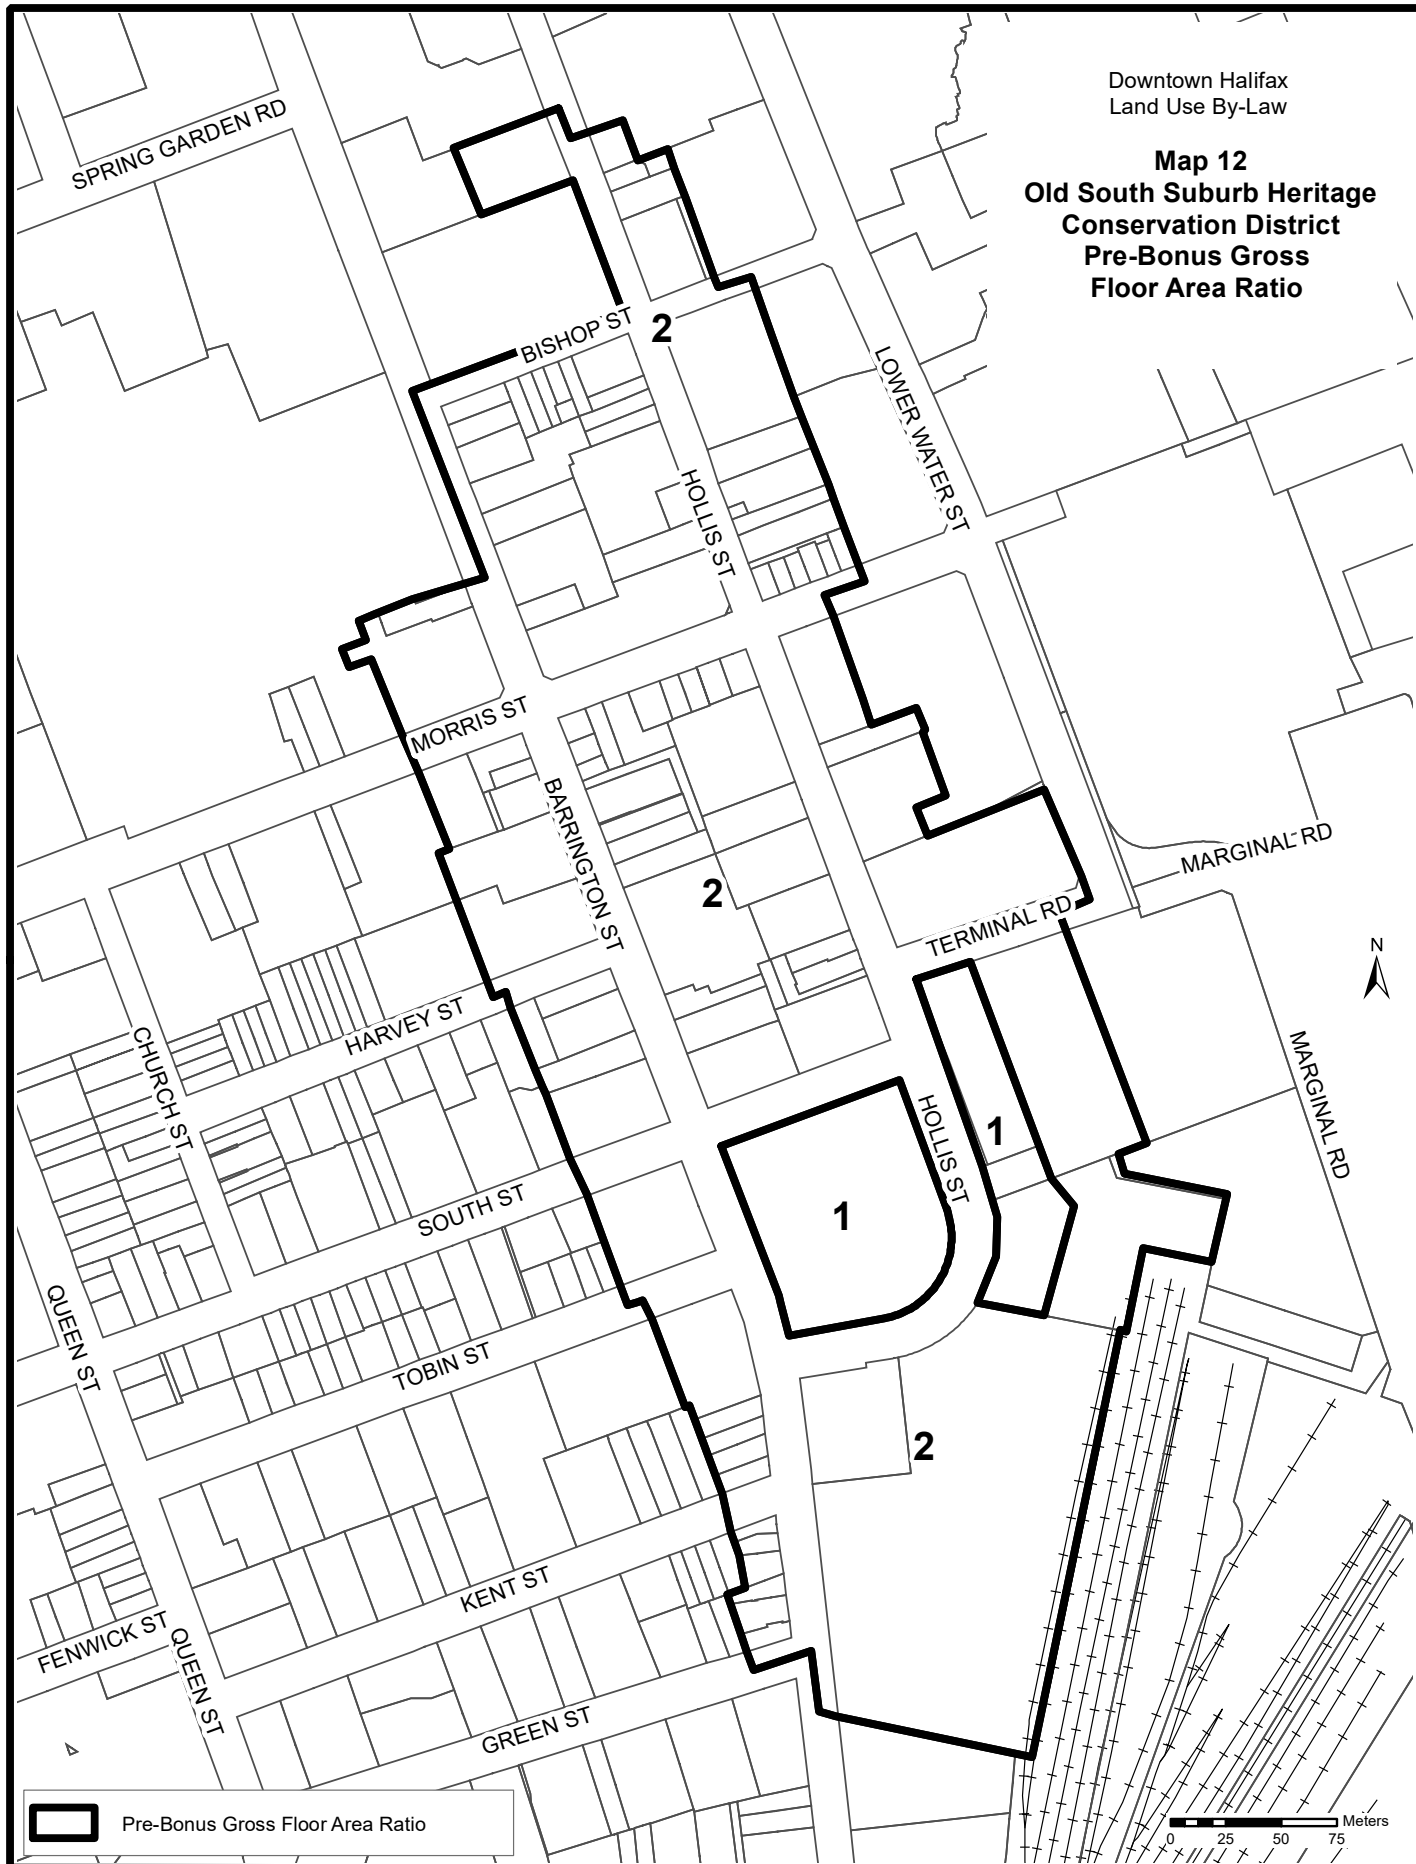 Downtown Halifax
Land Use By-Law
Map 12
Old South Suburb Heritage
Conservation District
Pre-Bonus Gross
Floor Area Ratio
SPRING GARDEN RD
BISHOP ST
2
LOWER WATER ST
HOLLIS ST
MORRIS ST
BARRINGTON ST
MARGINAL RD
2
TERMINAL RD
N
HARVEY ST
CHURCH ST
MARGINAL RD
HOLLIS ST
1
1
SOUTH ST
QUEEN ST
TOBIN ST
2
KENT ST
FENWICK ST
QUEEN ST
GREEN ST
Pre-Bonus Gross Floor Area Ratio
Meters
0 25 50 75